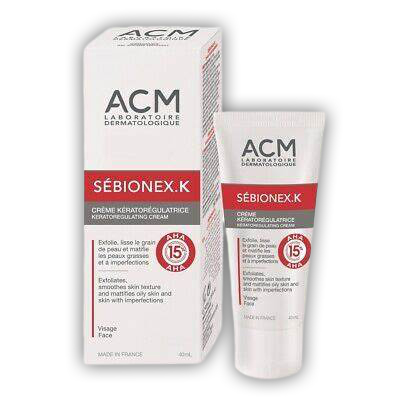 ACM
LABORATOIRE
DERMATOLOGIQUE
SÉBIONEX.K
CRÈME KÉRATORÉGULATRICE
KERATOREGULATING CREAM
Exfolie, lisse le grain
de peau et matifie
les peaux grasses
et à imperfections
AHA
15%
AHA
Exfoliates,
smoothes skin texture
and mattifies oily skin and
skin with imperfections
Visage
Face
MADE IN FRANCE 40mL
ACM
LABORATOIRE
DERMATOLOGIQUE
SÉBIONEX.K
CRÈME
KÉRATORÉGULATRICE
KERATOREGULATING CREAM
Exfolie, lisse le grain
de peau et matifie
les peaux grasses
et à imperfections
AHA
15%
AHA
Exfoliates,
smoothes skin texture
and mattifies oily skin and
skin with imperfections
Visage
Face
MADE IN FRANCE 40mL